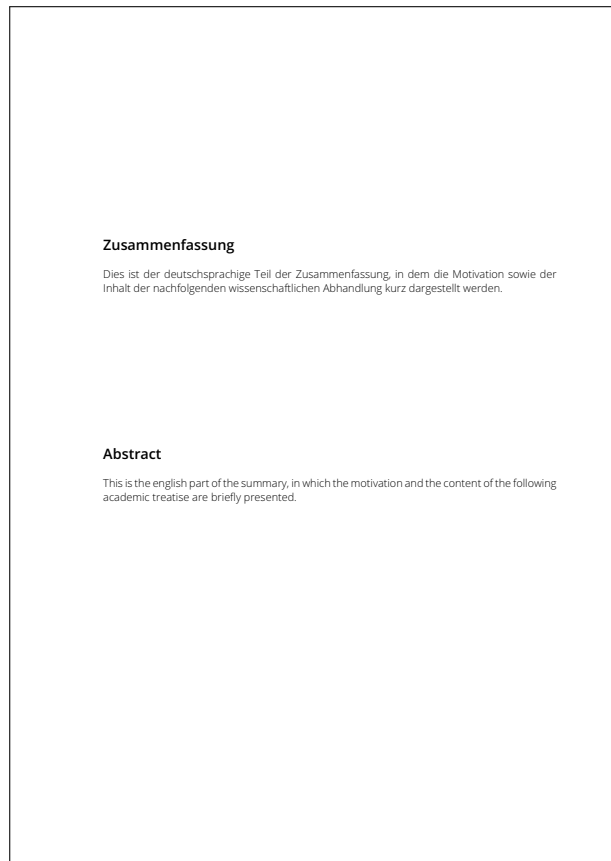 Zusammenfassung
Dies ist der deutschsprachige Teil der Zusammenfassung, in dem die Motivation sowie der
Inhalt der nachfolgenden wissenschaftlichen Abhandlung kurz dargestellt werden.
Abstract
This is the english part of the summary, in which the motivation and the content of the following
academic treatise are briefly presented.